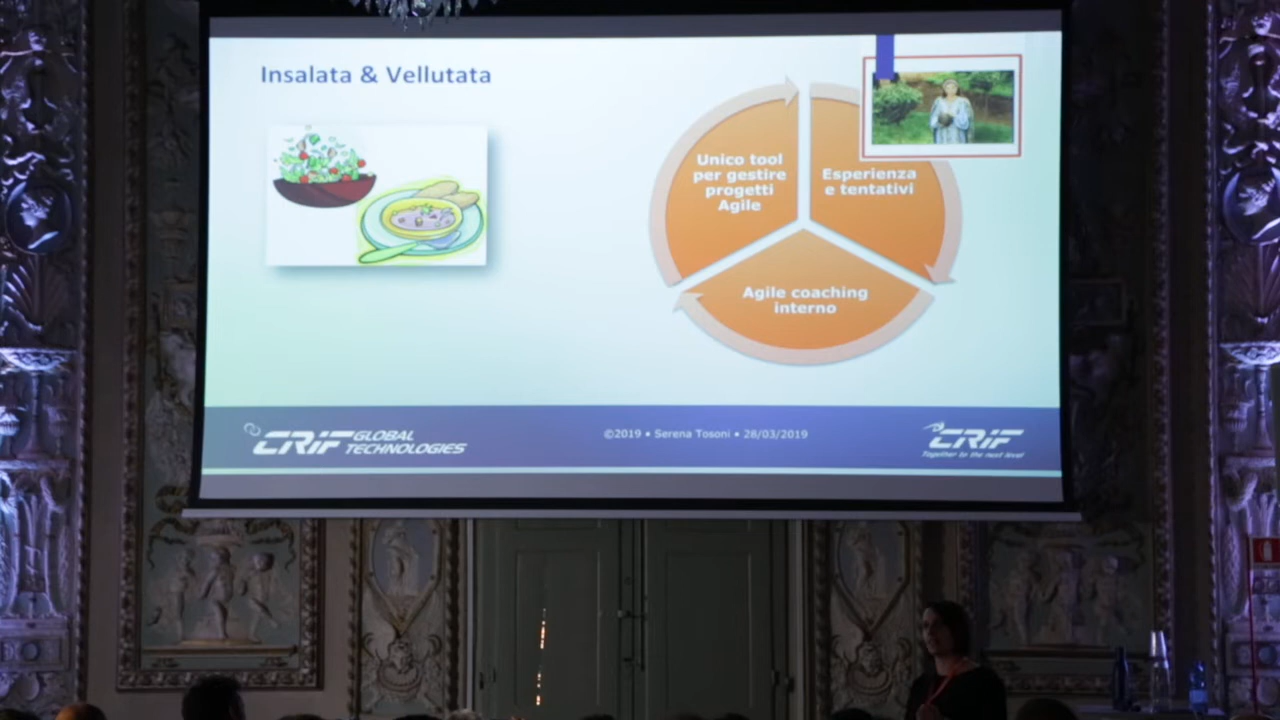 Insalata & Vellutata
Unico tool
per gestire
progetti
Agile
Esperienza
e tentativi
Agile coaching
interno
CRIF GLOBAL
TECHNOLOGIES
©2019 • Serena Tosoni • 28/03/2019
CRIF
Together to the next level